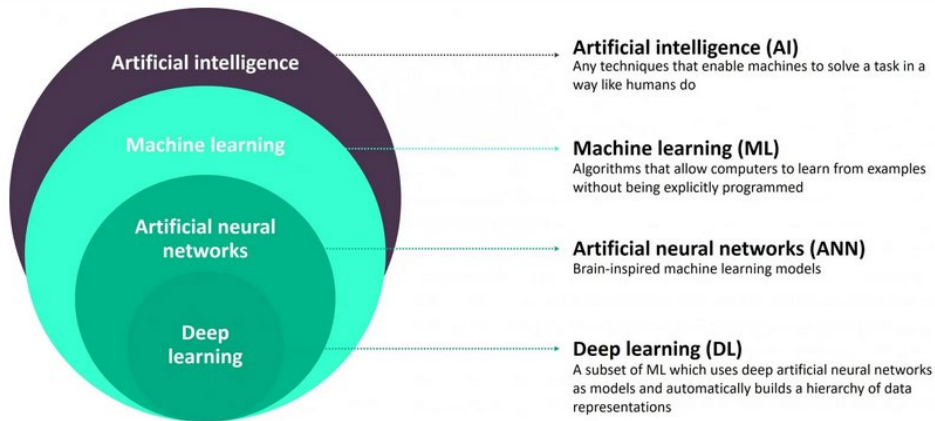 Artificial intelligence
Machine learning
Artificial neural
networks
Deep
learning
Artificial intelligence (AI)
Any techniques that enable machines to solve a task in a
way like humans do
Machine learning (ML)
Algorithms that allow computers to learn from examples
without being explicitly programmed
Artificial neural networks (ANN)
Brain-inspired machine learning models
Deep learning (DL)
A subset of ML which uses deep artificial neural networks
as models and automatically builds a hierarchy of data
representations